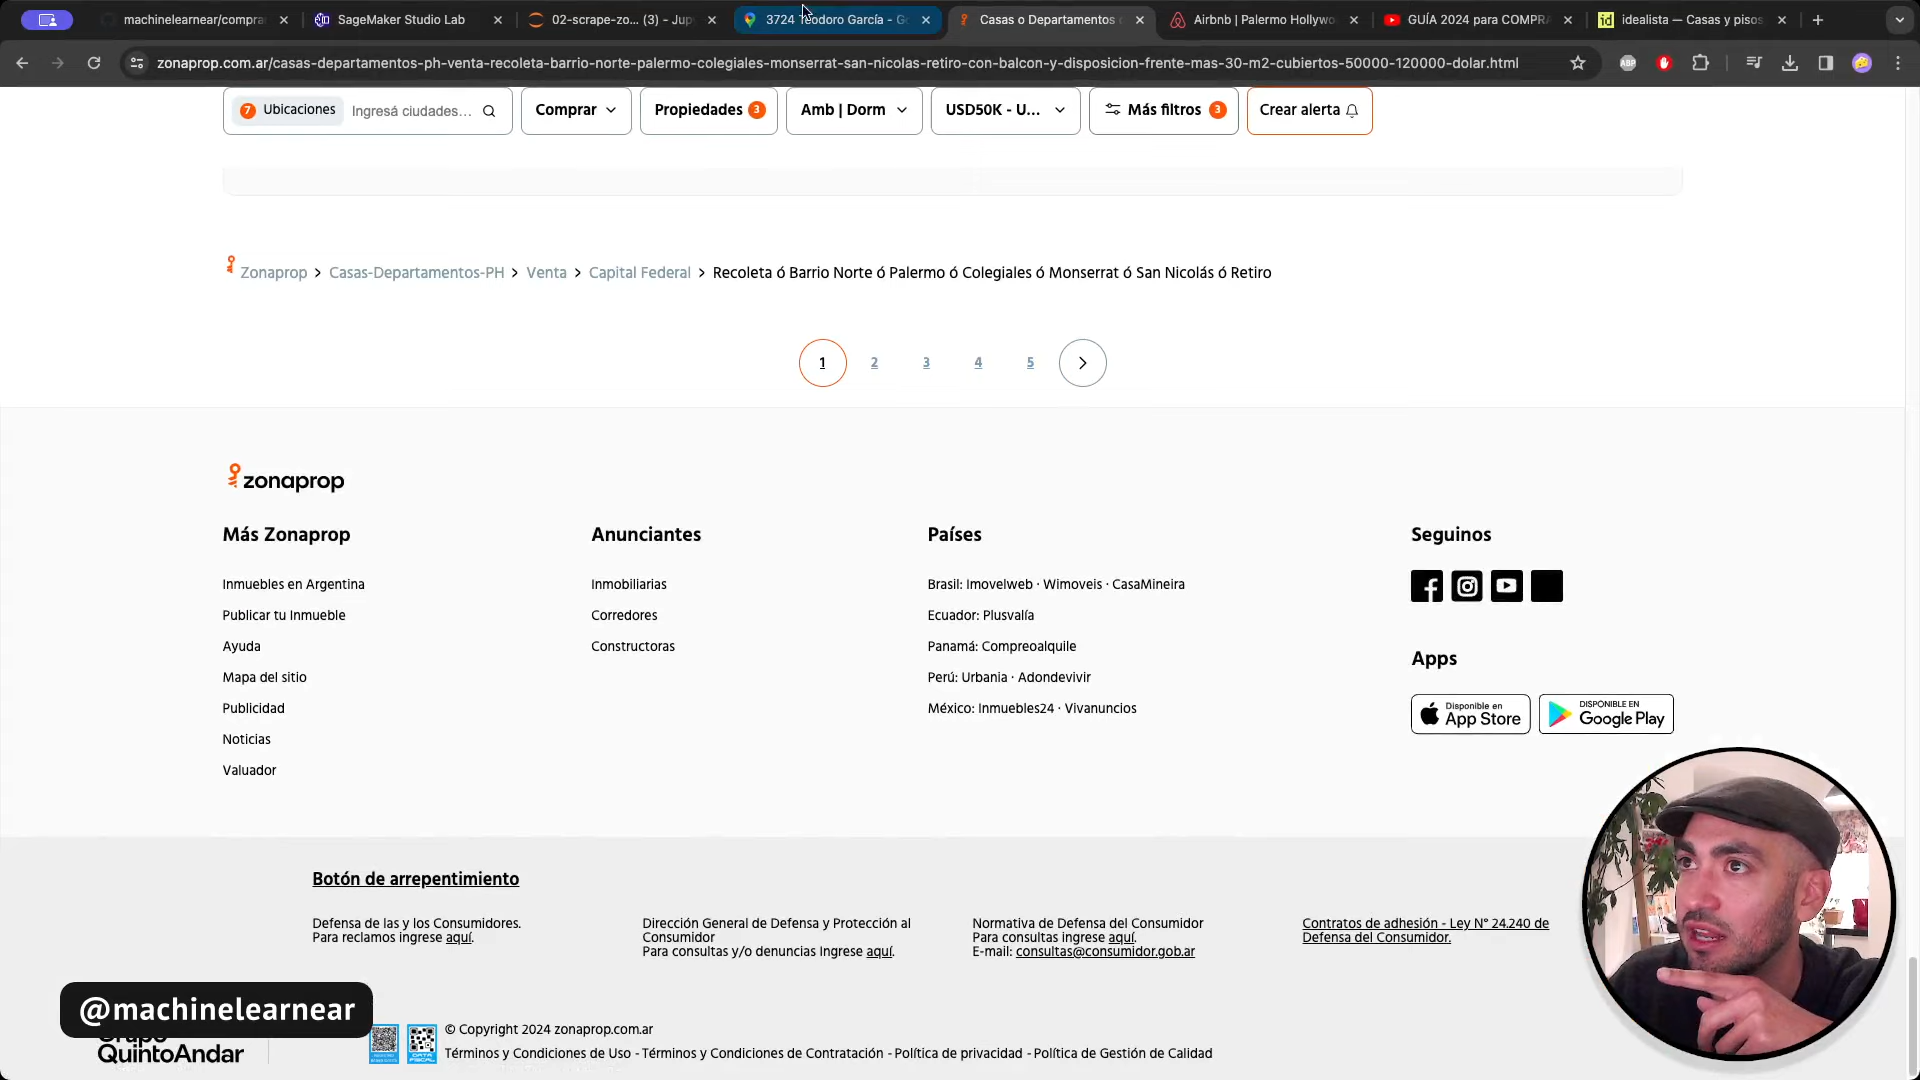 machinelearnear/compra
SageMaker Studio Lab
02-scrape-zo... (3) - Jup
3724 Teodoro García - Go
Casas o Departamentos
Airbnb | Palermo Hollywo
GUÍA 2024 para COMPRA
idealista — Casas y pisos
zonaprop.com.ar/casas-departamentos-ph-venta-recoleta-barrio-norte-palermo-colegiales-monserrat-san-nicolas-retiro-con-balcon-y-disposicion-frente-mas-30-m2-cubiertos-50000-120000-dolar.html
ABP
7 Ubicaciones
Ingresá ciudades...
Comprar
Propiedades 3
Amb | Dorm
USD50K - U...
Más filtros 3
Crear alerta
Zonaprop > Casas-Departamentos-PH > Venta > Capital Federal > Recoleta ó Barrio Norte ó Palermo ó Colegiales ó Monserrat ó San Nicolás ó Retiro
1 2 3 4 5
zonaprop
Más Zonaprop
Inmuebles en Argentina
Publicar tu Inmueble
Ayuda
Mapa del sitio
Publicidad
Noticias
Valuador
Anunciantes
Inmobiliarias
Corredores
Constructoras
Países
Brasil: Imovelweb · Wimoveis · CasaMineira
Ecuador: Plusvalía
Panamá: Compreoalquile
Perú: Urbania · Adondevivir
México: Inmuebles24 · Vivanuncios
Seguinos
Apps
Disponible en
App Store
DISPONIBLE EN
Google Play
Botón de arrepentimiento
Defensa de las y los Consumidores.
Para reclamos ingrese aquí.
Dirección General de Defensa y Protección al
Consumidor
Para consultas y/o denuncias Ingrese aquí.
Normativa de Defensa del Consumidor
Para consultas ingrese aquí.
E-mail: consultas@consumidor.gob.ar
Contratos de adhesión - Ley N° 24.240 de
Defensa del Consumidor.
@machinelearnear
Grupo
QuintoAndar
DATA FISCAL
© Copyright 2024 zonaprop.com.ar
Términos y Condiciones de Uso - Términos y Condiciones de Contratación - Política de privacidad - Política de Gestión de Calidad